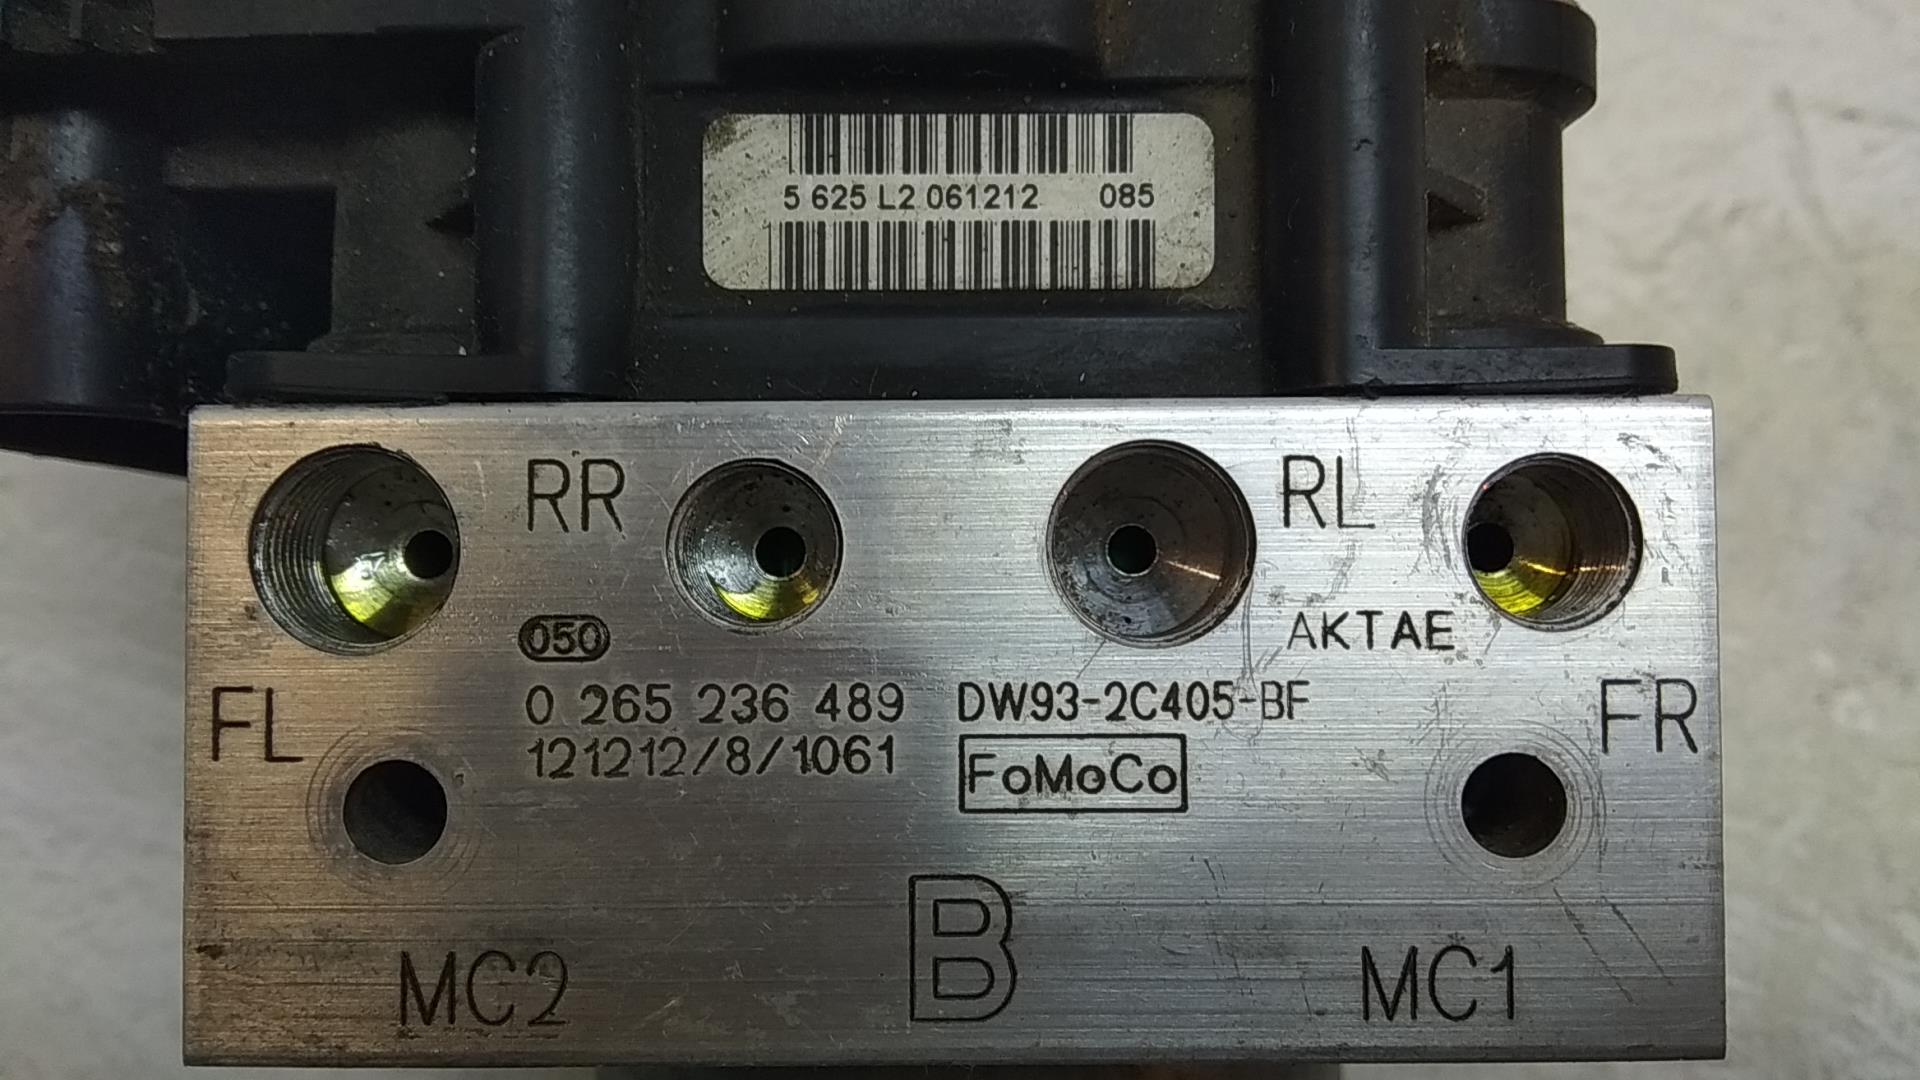 5 625 L2 061212 085
RR
RL
050
AKTAE
FL
0 265 236 489
DW93-2C405-BF
FR
121212/8/1061
FoMoCo
B
MC2
MC1